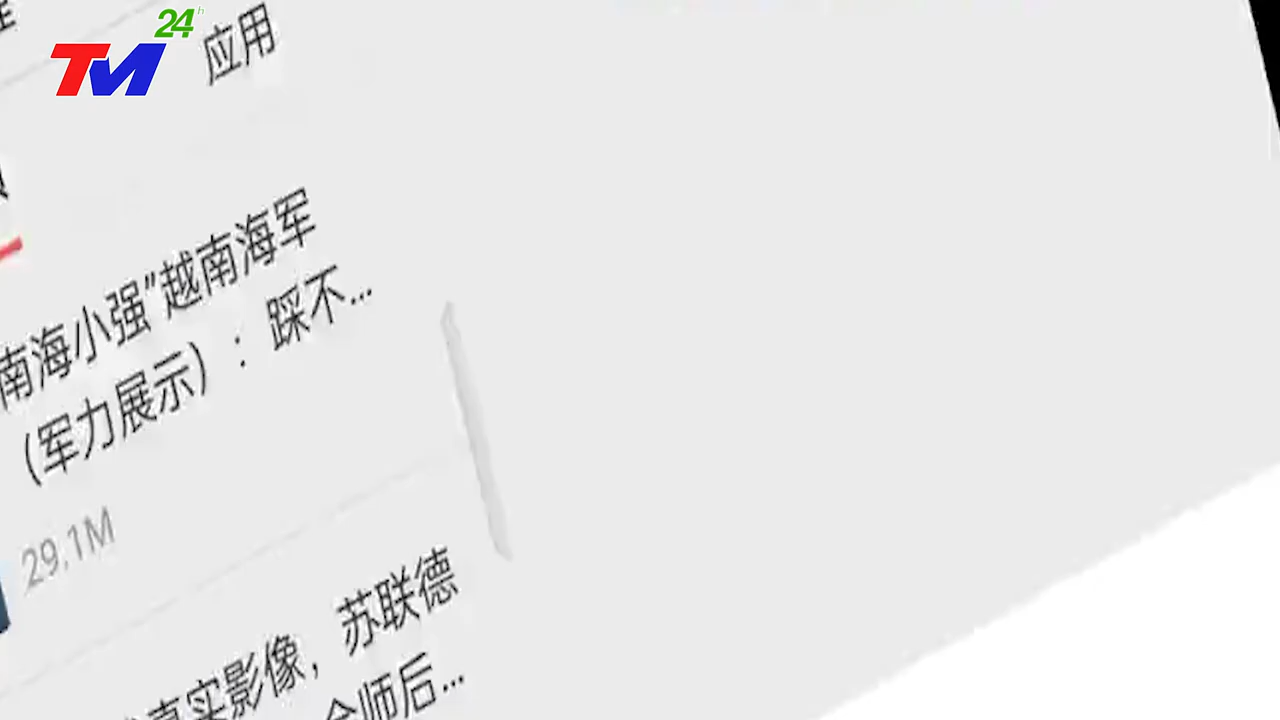 TM 24h
应用
南海小强”越南海军
(军力展示)：踩不...
29.1M
真实影像，苏联德
会师后...